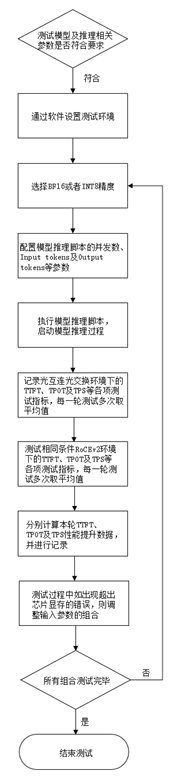 测试模型及推理相关
参数是否符合要求
符合
通过软件设置测试环境
选择BF16或者INT8精度
配置模型推理脚本的并发数、
Input tokens及Output
tokens等参数
执行模型推理脚本，
启动模型推理过程
记录光互连光交换环境下的
TTFT、TPOT及TPS等各项测
试指标，每一轮测试多次取
平均值
测试相同条件RoCEv2环境
下的TTFT、TPOT及TPS等
各项测试指标，每一轮测
试多次取平均值
分别计算本轮TTFT、
TPOT及TPS性能提升数据，
并进行记录
测试过程中如出现超出
芯片显存的错误，则调
整输入参数的组合
否
所有组合测试完毕
是
结束测试